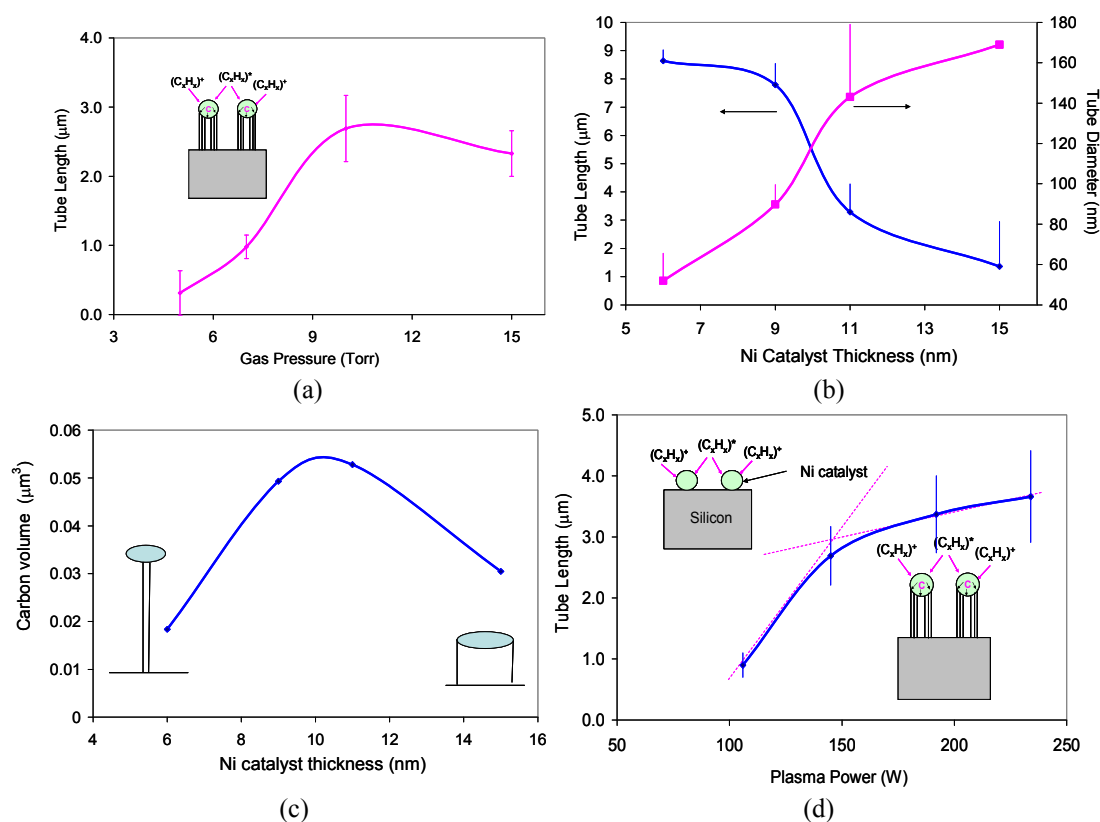 4.0
3.0
2.0
1.0
0.0
Tube Length (μm)
(CxHx)+ (CxHx)* (CxHx)+
C C
3 6 9 12 15
Gas Pressure (Torr)
(a)
10
9
8
7
6
5
4
3
2
1
0
Tube Length (μm)
180
160
140
120
100
80
60
40
Tube Diameter
(nm)
5 7 9 11 13 15
Ni Catalyst Thickness (nm)
(b)
0.06
0.05
0.04
0.03
0.02
0.01
0
Carbon volume (μm³)
4 6 8 10 12 14 16
Ni catalyst thickness (nm)
(c)
5.0
4.0
3.0
2.0
1.0
0.0
Tube Length (μm)
(CxHx)+ (CxHx)* (CxHx)+
Ni catalyst
Silicon
(CxHx)+ (CxHx)* (CxHx)+
C C
50 100 150 200 250
Plasma Power (W)
(d)